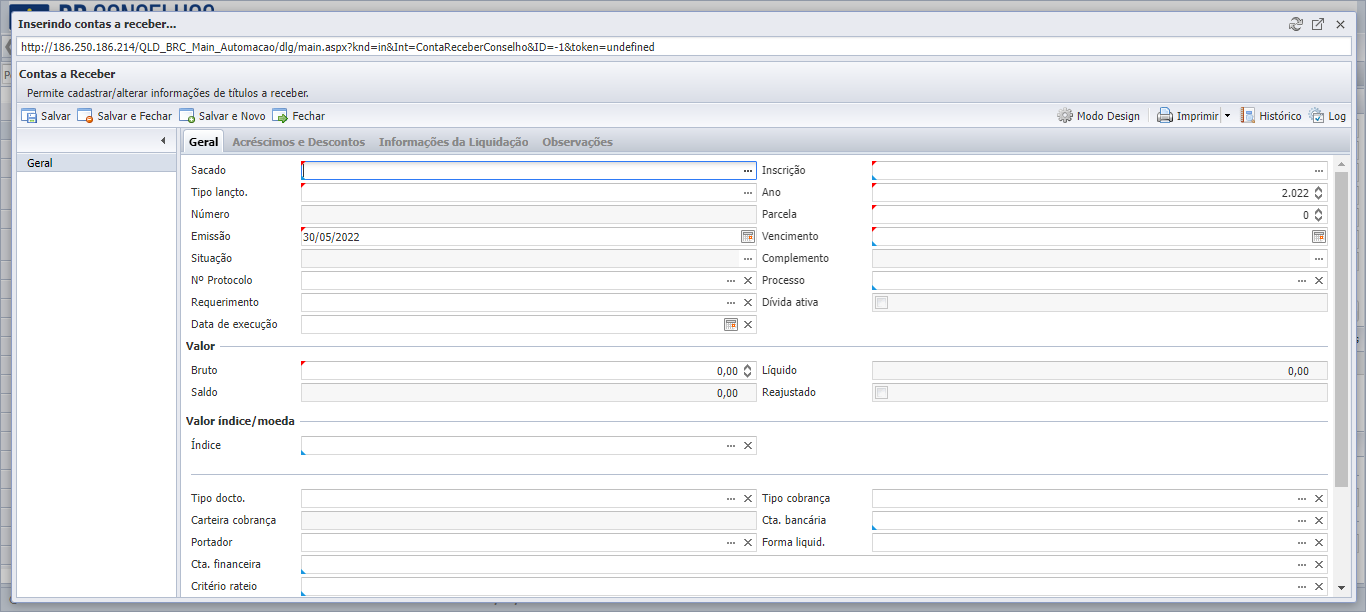 BR CONSELHOS
Inserindo contas a receber...
http://186.250.186.214/QLD_BRC_Main_Automacao/dlg/main.aspx?knd=in&Int=ContaReceberConselho&ID=-1&token=undefined
Contas a Receber
Permite cadastrar/alterar informações de títulos a receber.
Salvar Salvar e Fechar Salvar e Novo Fechar Modo Design Imprimir Histórico Log
Geral Acréscimos e Descontos Informações da Liquidação Observações
Geral
Sacado Inscrição
Tipo lançto. Ano 2.022
Número Parcela 0
Emissão 30/05/2022 Vencimento
Situação Complemento
Nº Protocolo Processo
Requerimento Dívida ativa
Data de execução
Valor
Bruto 0,00 Líquido 0,00
Saldo 0,00 Reajustado
Valor índice/moeda
Índice
Tipo docto. Tipo cobrança
Carteira cobrança Cta. bancária
Portador Forma liquid.
Cta. financeira
Critério rateio